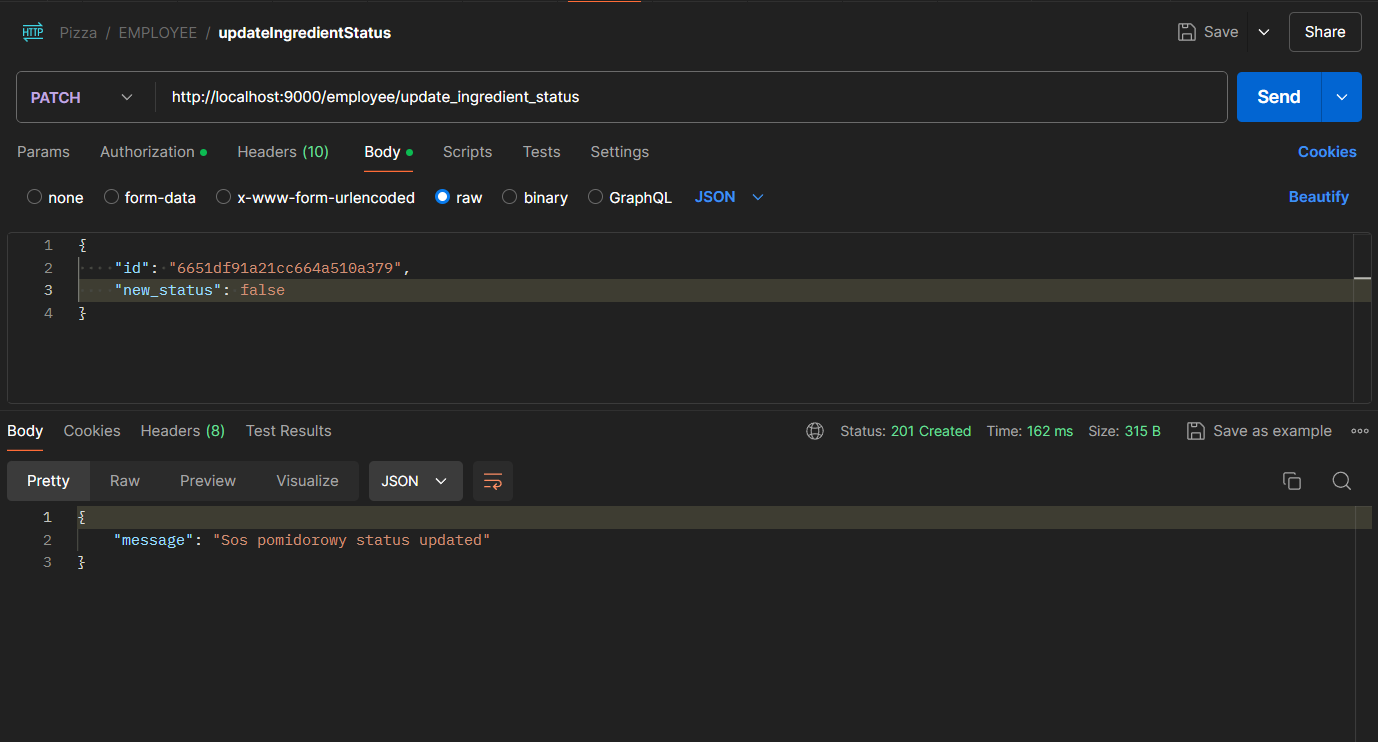 HTTP Pizza / EMPLOYEE / updateIngredientStatus Save Share
PATCH http://localhost:9000/employee/update_ingredient_status Send
Params Authorization Headers (10) Body Scripts Tests Settings Cookies
none form-data x-www-form-urlencoded raw binary GraphQL JSON Beautify
1 {
2 ····"id":·"6651df91a21cc664a510a379",
3 ····"new_status":·false
4 }
Body Cookies Headers (8) Test Results Status: 201 Created Time: 162 ms Size: 315 B Save as example
Pretty Raw Preview Visualize JSON
1 {
2 "message": "Sos pomidorowy status updated"
3 }